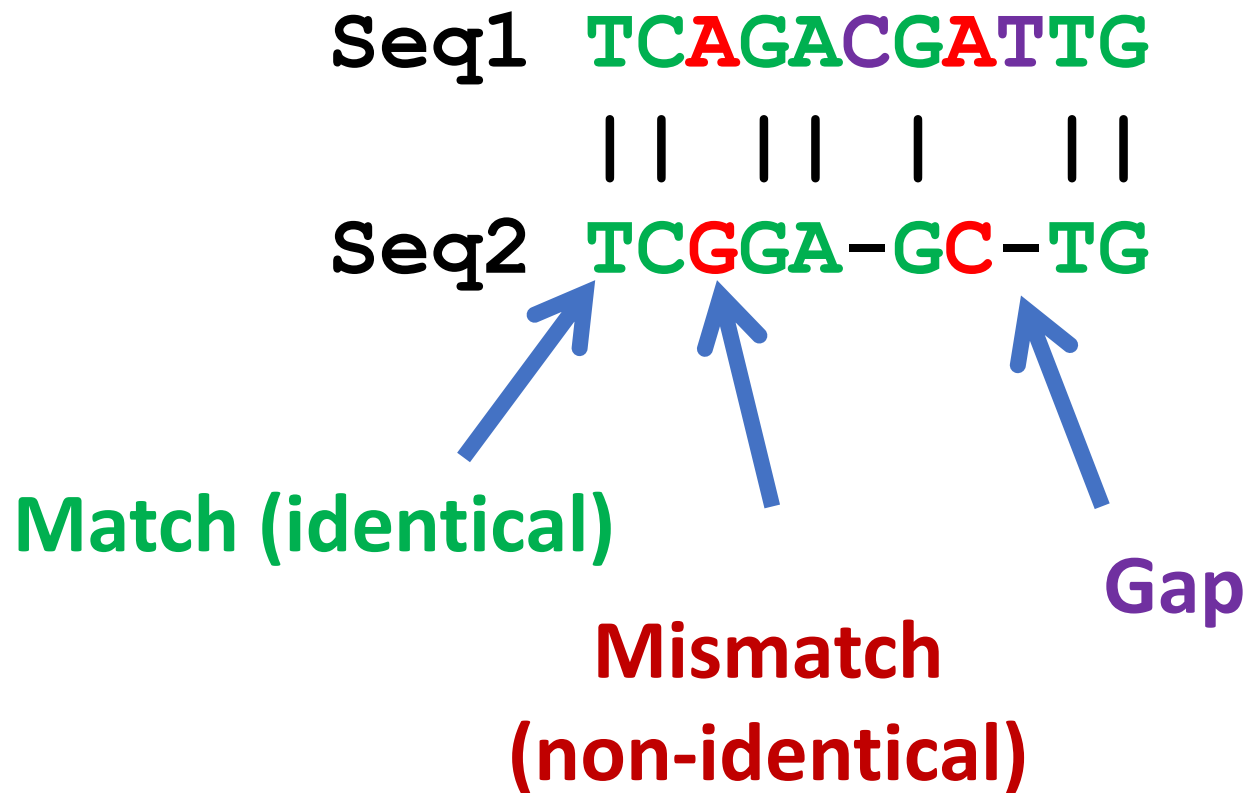 Seq1 TCAGACGATTG
| | | | | | |
Seq2 TCGGA-GC-TG
Match (identical)
Gap
Mismatch
(non-identical)